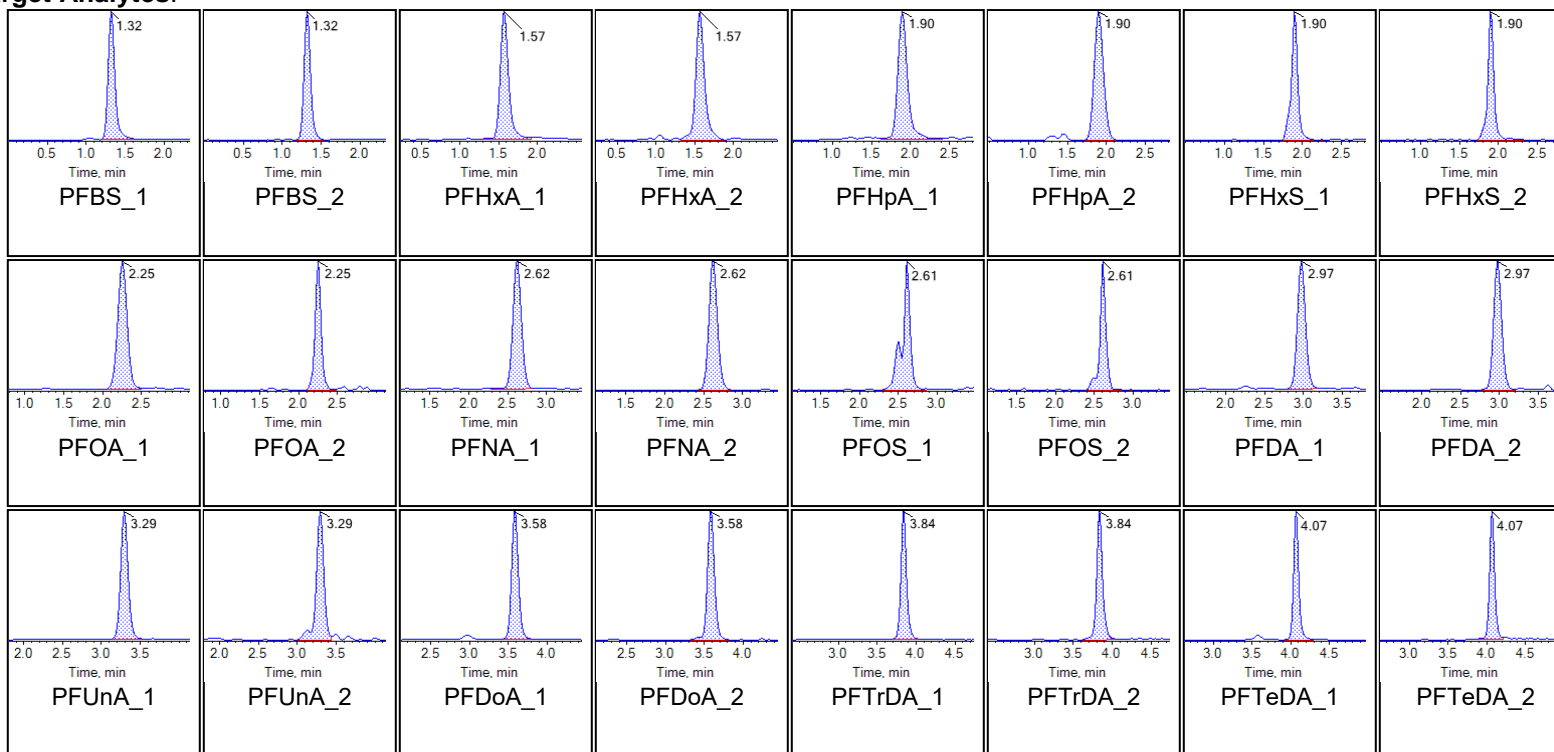 rget Analytes:
1.32 1.32 1.57 1.57 1.90 1.90 1.90 1.90
0.5 1.0 1.5 2.0 0.5 1.0 1.5 2.0 0.5 1.0 1.5 2.0 0.5 1.0 1.5 2.0 1.0 1.5 2.0 2.5 1.0 1.5 2.0 2.5 1.0 1.5 2.0 2.5 1.0 1.5 2.0 2.5
Time, min Time, min Time, min Time, min Time, min Time, min Time, min Time, min
PFBS_1 PFBS_2 PFHxA_1 PFHxA_2 PFHpA_1 PFHpA_2 PFHxS_1 PFHxS_2
2.25 2.25 2.62 2.62 2.61 2.61 2.97 2.97
1.0 1.5 2.0 2.5 1.0 1.5 2.0 2.5 1.5 2.0 2.5 3.0 1.5 2.0 2.5 3.0 1.5 2.0 2.5 3.0 1.5 2.0 2.5 3.0 2.0 2.5 3.0 3.5 2.0 2.5 3.0 3.5
Time, min Time, min Time, min Time, min Time, min Time, min Time, min Time, min
PFOA_1 PFOA_2 PFNA_1 PFNA_2 PFOS_1 PFOS_2 PFDA_1 PFDA_2
3.29 3.29 3.58 3.58 3.84 3.84 4.07 4.07
2.0 2.5 3.0 3.5 2.0 2.5 3.0 3.5 2.5 3.0 3.5 4.0 2.5 3.0 3.5 4.0 3.0 3.5 4.0 4.5 3.0 3.5 4.0 4.5 3.0 3.5 4.0 4.5 3.0 3.5 4.0 4.5
Time, min Time, min Time, min Time, min Time, min Time, min Time, min Time, min
PFUnA_1 PFUnA_2 PFDoA_1 PFDoA_2 PFTrDA_1 PFTrDA_2 PFTeDA_1 PFTeDA_2